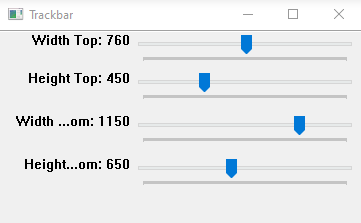 Trackbar
Width Top: 760
Height Top: 450
Width ...om: 1150
Height...om: 650